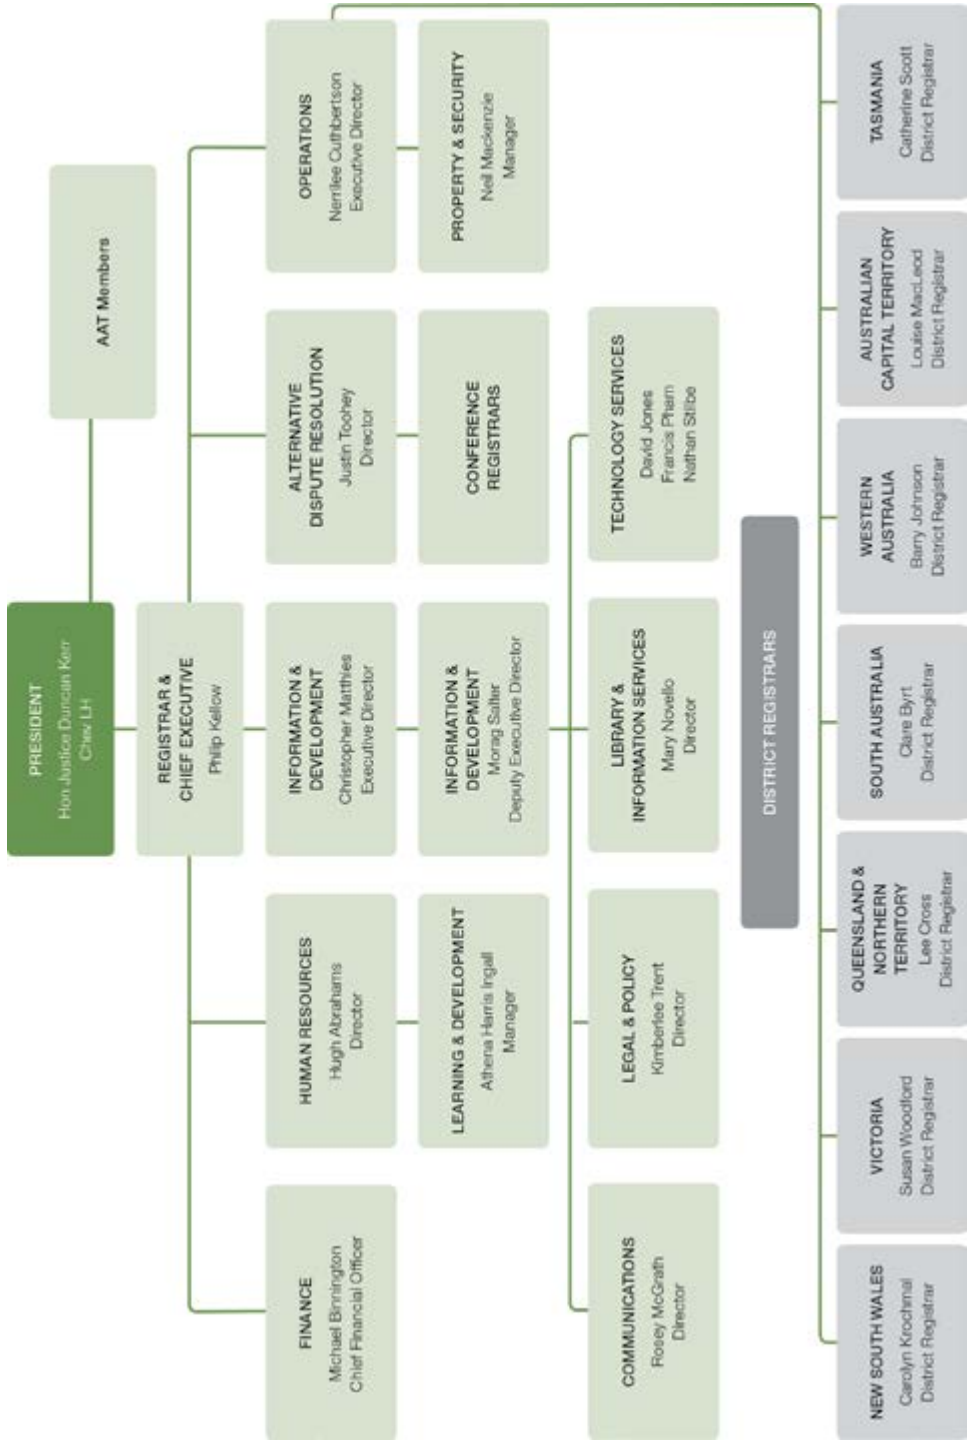 PRESIDENT
Hon Justice Duncan Kerr
Chev LH
AAT Members
REGISTRAR &
CHIEF EXECUTIVE
Philip Kellow
FINANCE
Michael Binnington
Chief Financial Officer
HUMAN RESOURCES
Hugh Abrahams
Director
INFORMATION &
DEVELOPMENT
Christopher Matthies
Executive Director
ALTERNATIVE
DISPUTE RESOLUTION
Justin Toohey
Director
OPERATIONS
Nerrilee Cuthbertson
Executive Director
LEARNING & DEVELOPMENT
Athena Harris Ingall
Manager
INFORMATION &
DEVELOPMENT
Morag Salter
Deputy Executive Director
CONFERENCE
REGISTRARS
PROPERTY & SECURITY
Neil Mackenzie
Manager
COMMUNICATIONS
Rosey McGrath
Director
LEGAL & POLICY
Kimberlee Trent
Director
LIBRARY &
INFORMATION SERVICES
Mary Novello
Director
TECHNOLOGY SERVICES
David Jones
Francis Pham
Nathan Stilbe
DISTRICT REGISTRARS
NEW SOUTH WALES
Carolyn Krochmal
District Registrar
VICTORIA
Susan Woodford
District Registrar
QUEENSLAND &
NORTHERN
TERRITORY
Lee Cross
District Registrar
SOUTH AUSTRALIA
Clare Byrt
District Registrar
WESTERN
AUSTRALIA
Barry Johnson
District Registrar
AUSTRALIAN
CAPITAL TERRITORY
Louise MacLeod
District Registrar
TASMANIA
Catherine Scott
District Registrar